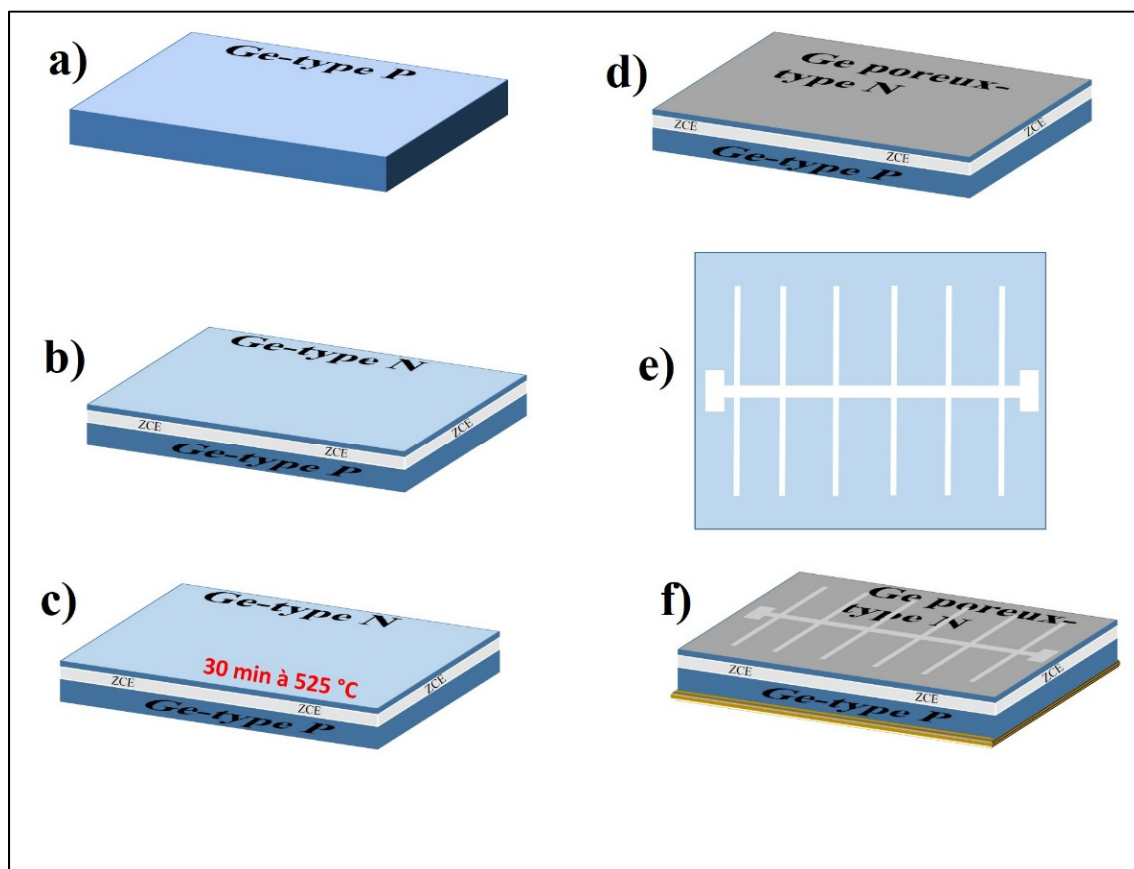 a)
Ge-type P
b)
Ge-type N
ZCE
ZCE
ZCE
Ge-type P
c)
Ge-type N
30 min à 525 °C
ZCE
ZCE
ZCE
Ge-type P
d)
Ge poreux-
type N
ZCE
ZCE
ZCE
Ge-type P
e)
f)
Ge poreux-
type N
ZCE
ZCE
ZCE
Ge-type P